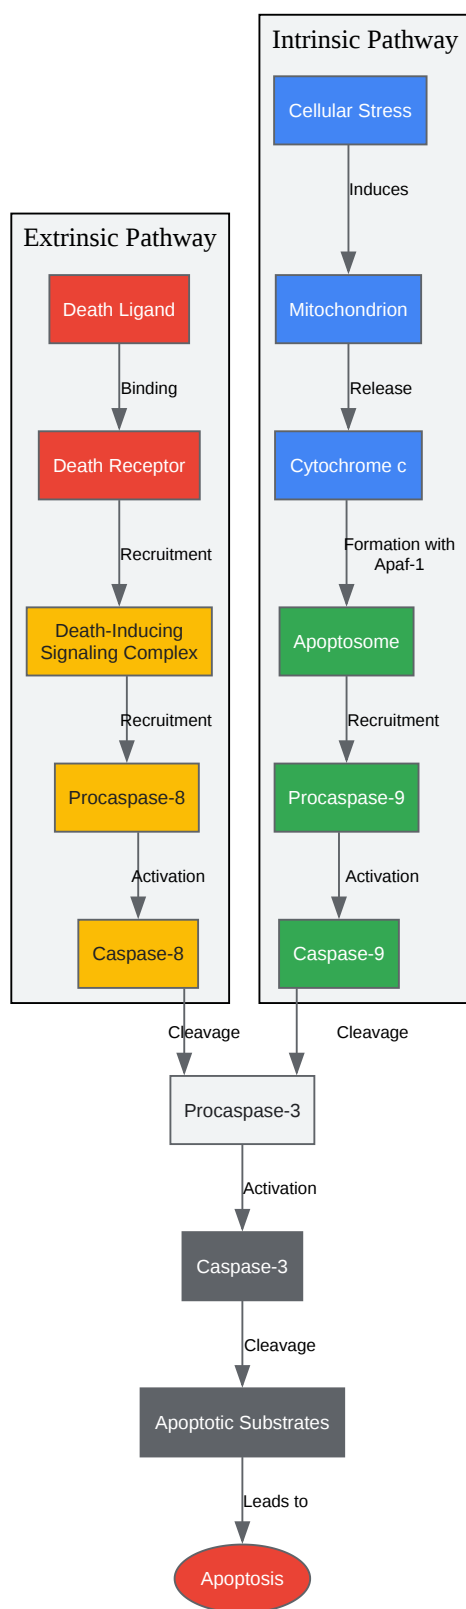 Intrinsic Pathway
Cellular Stress
Induces
Mitochondrion
Release
Cytochrome c
Formation with
Apaf-1
Apoptosome
Recruitment
Procaspase-9
Activation
Caspase-9
Cleavage
Extrinsic Pathway
Death Ligand
Binding
Death Receptor
Recruitment
Death-Inducing
Signaling Complex
Recruitment
Procaspase-8
Activation
Caspase-8
Cleavage
Procaspase-3
Activation
Caspase-3
Cleavage
Apoptotic Substrates
Leads to
Apoptosis